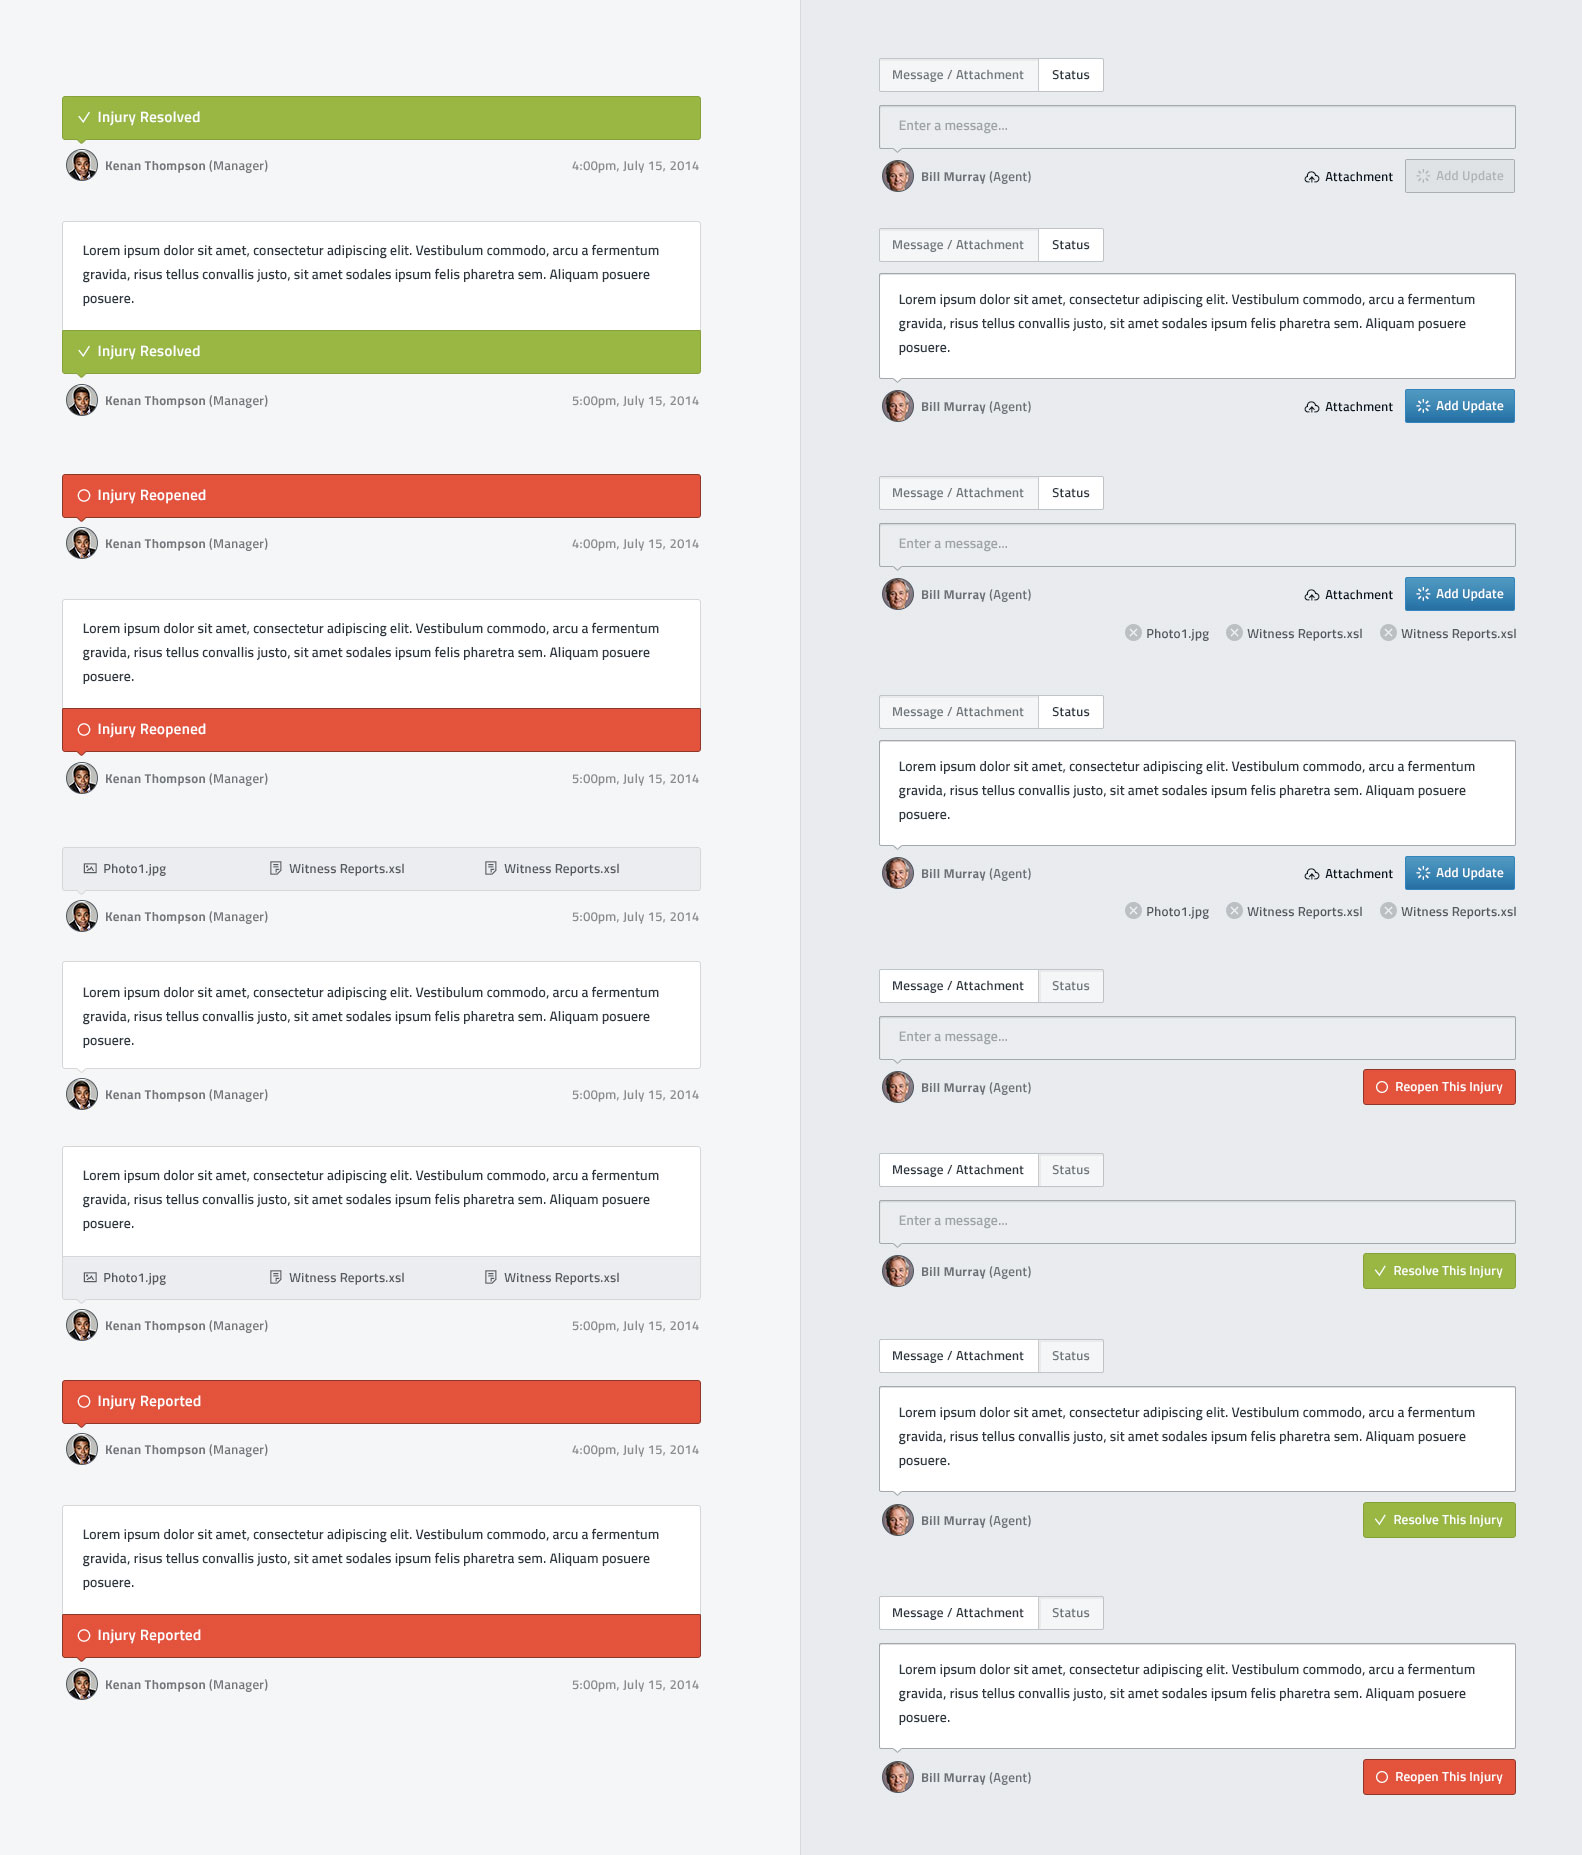 Injury Resolved
Kenan Thompson (Manager)
4:00pm, July 15, 2014
Lorem ipsum dolor sit amet, consectetur adipiscing elit. Vestibulum commodo, arcu a fermentum
gravida, risus tellus convallis justo, sit amet sodales ipsum felis pharetra sem. Aliquam posuere
posuere.
Injury Resolved
Kenan Thompson (Manager)
5:00pm, July 15, 2014
Injury Reopened
Kenan Thompson (Manager)
4:00pm, July 15, 2014
Lorem ipsum dolor sit amet, consectetur adipiscing elit. Vestibulum commodo, arcu a fermentum
gravida, risus tellus convallis justo, sit amet sodales ipsum felis pharetra sem. Aliquam posuere
posuere.
Injury Reopened
Kenan Thompson (Manager)
5:00pm, July 15, 2014
Photo1.jpg
Witness Reports.xsl
Witness Reports.xsl
Kenan Thompson (Manager)
5:00pm, July 15, 2014
Lorem ipsum dolor sit amet, consectetur adipiscing elit. Vestibulum commodo, arcu a fermentum
gravida, risus tellus convallis justo, sit amet sodales ipsum felis pharetra sem. Aliquam posuere
posuere.
Kenan Thompson (Manager)
5:00pm, July 15, 2014
Lorem ipsum dolor sit amet, consectetur adipiscing elit. Vestibulum commodo, arcu a fermentum
gravida, risus tellus convallis justo, sit amet sodales ipsum felis pharetra sem. Aliquam posuere
posuere.
Photo1.jpg
Witness Reports.xsl
Witness Reports.xsl
Kenan Thompson (Manager)
5:00pm, July 15, 2014
Injury Reported
Kenan Thompson (Manager)
4:00pm, July 15, 2014
Lorem ipsum dolor sit amet, consectetur adipiscing elit. Vestibulum commodo, arcu a fermentum
gravida, risus tellus convallis justo, sit amet sodales ipsum felis pharetra sem. Aliquam posuere
posuere.
Injury Reported
Kenan Thompson (Manager)
5:00pm, July 15, 2014
Message / Attachment
Status
Enter a message...
Bill Murray (Agent)
Attachment
Add Update
Message / Attachment
Status
Lorem ipsum dolor sit amet, consectetur adipiscing elit. Vestibulum commodo, arcu a fermentum
gravida, risus tellus convallis justo, sit amet sodales ipsum felis pharetra sem. Aliquam posuere
posuere.
Bill Murray (Agent)
Attachment
Add Update
Message / Attachment
Status
Enter a message...
Bill Murray (Agent)
Attachment
Add Update
Photo1.jpg
Witness Reports.xsl
Witness Reports.xsl
Message / Attachment
Status
Lorem ipsum dolor sit amet, consectetur adipiscing elit. Vestibulum commodo, arcu a fermentum
gravida, risus tellus convallis justo, sit amet sodales ipsum felis pharetra sem. Aliquam posuere
posuere.
Bill Murray (Agent)
Attachment
Add Update
Photo1.jpg
Witness Reports.xsl
Witness Reports.xsl
Message / Attachment
Status
Enter a message...
Bill Murray (Agent)
Reopen This Injury
Message / Attachment
Status
Enter a message...
Bill Murray (Agent)
Resolve This Injury
Message / Attachment
Status
Lorem ipsum dolor sit amet, consectetur adipiscing elit. Vestibulum commodo, arcu a fermentum
gravida, risus tellus convallis justo, sit amet sodales ipsum felis pharetra sem. Aliquam posuere
posuere.
Bill Murray (Agent)
Resolve This Injury
Message / Attachment
Status
Lorem ipsum dolor sit amet, consectetur adipiscing elit. Vestibulum commodo, arcu a fermentum
gravida, risus tellus convallis justo, sit amet sodales ipsum felis pharetra sem. Aliquam posuere
posuere.
Bill Murray (Agent)
Reopen This Injury